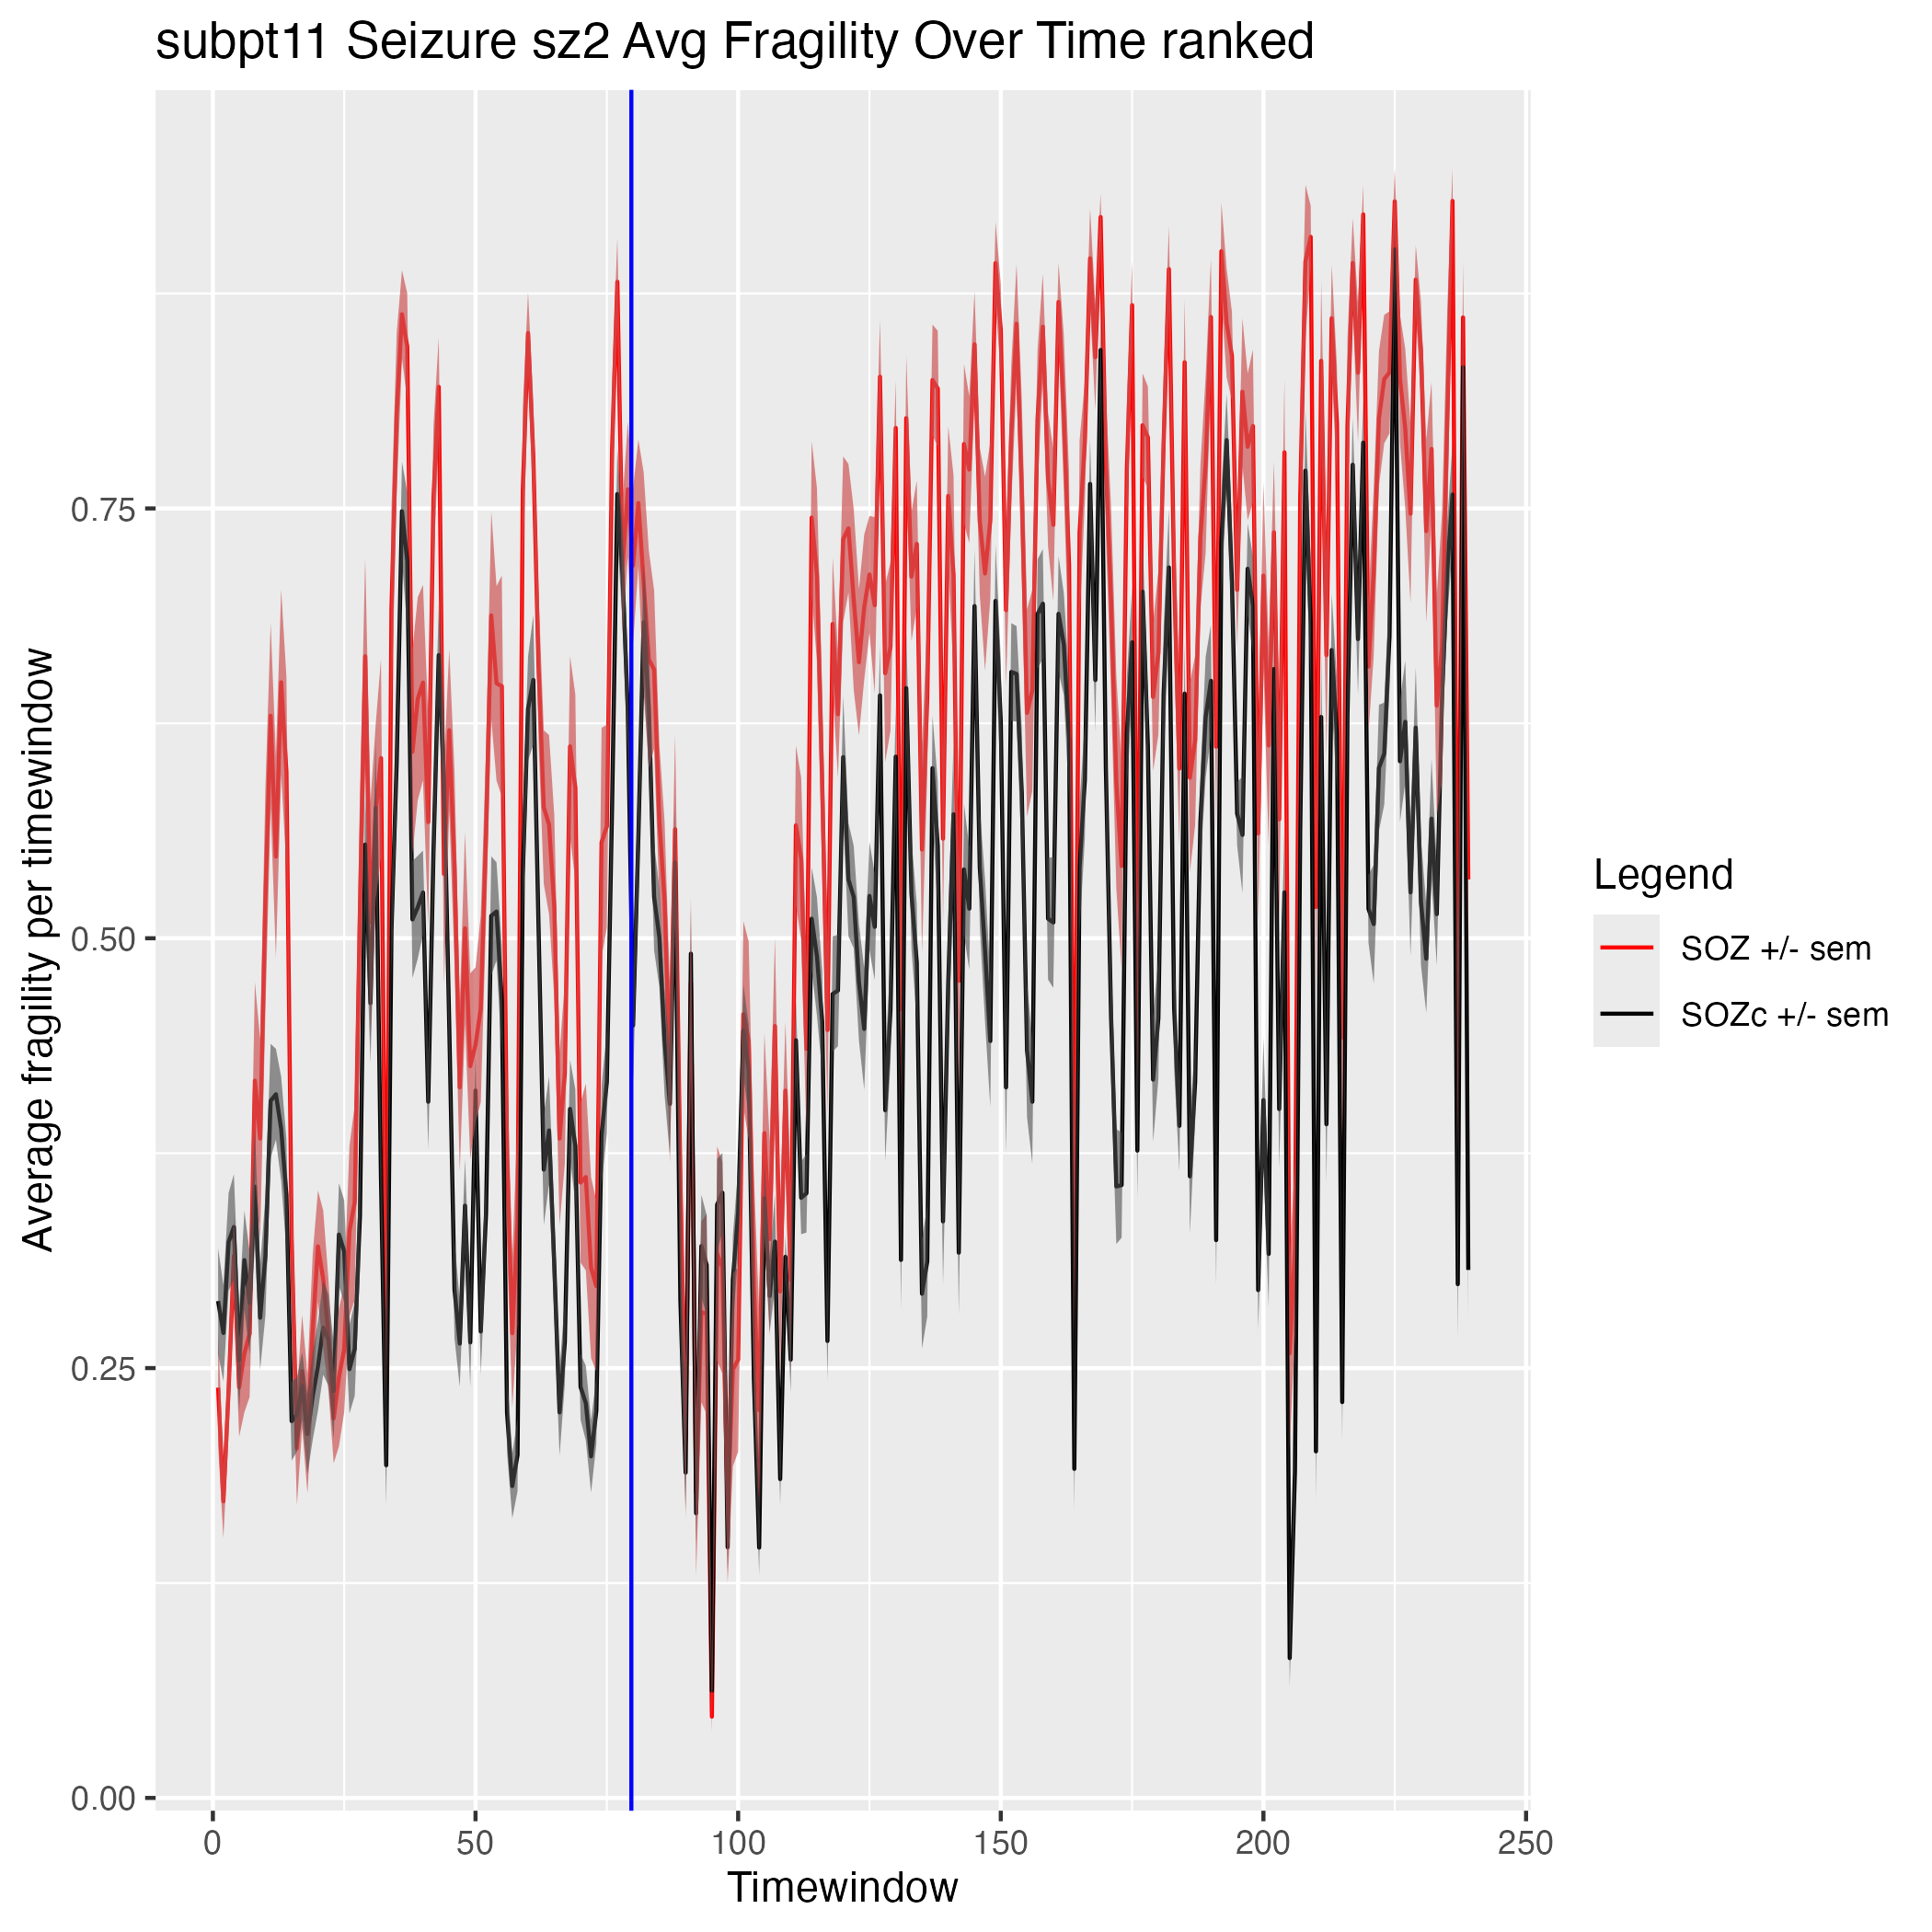 subpt11 Seizure sz2 Avg Fragility Over Time ranked
Average fragility per timewindow
0.75
0.50
0.25
0.00
0 50 100 150 200 250
Timewindow
Legend
SOZ +/- sem
SOZc +/- sem